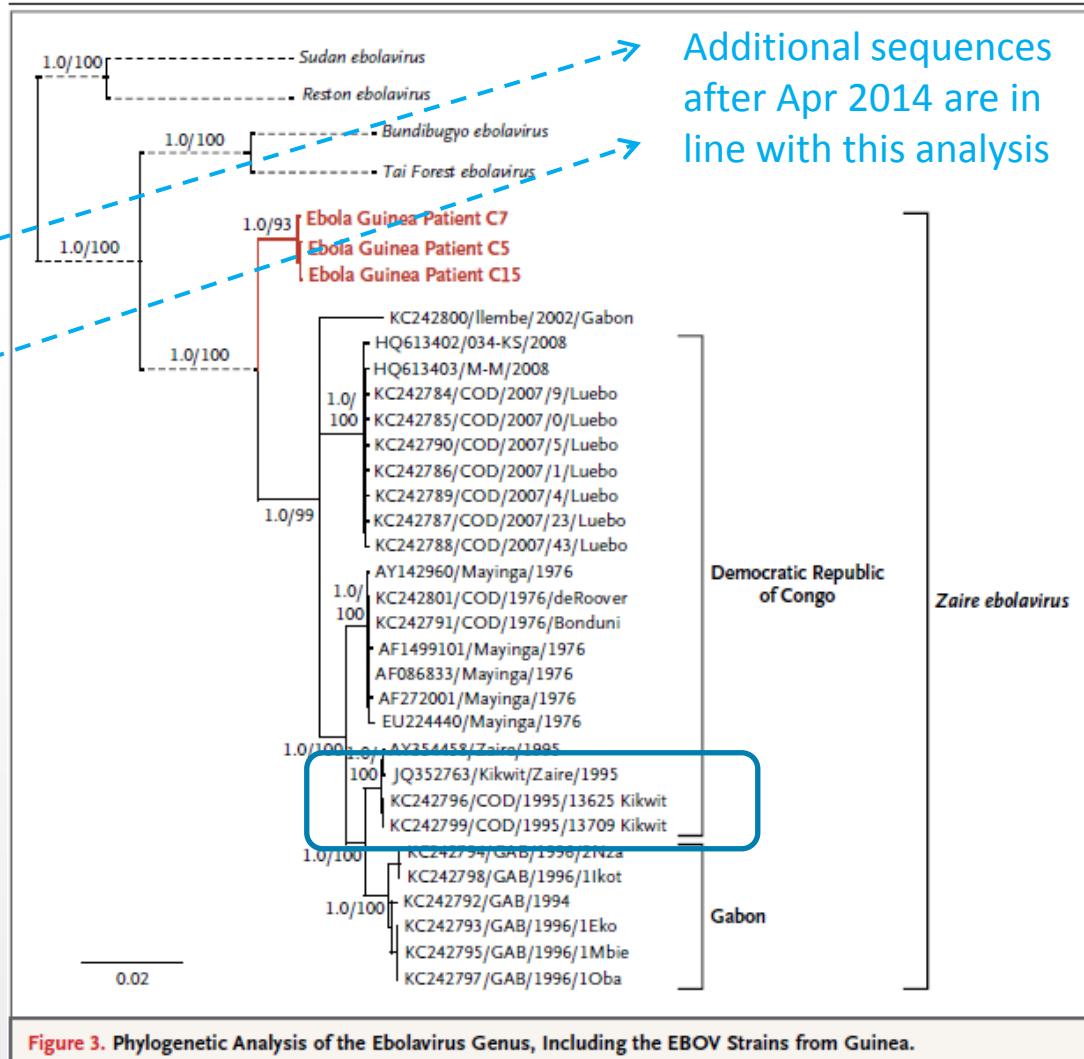 Additional sequences
after Apr 2014 are in
line with this analysis
1.0/100
Sudan ebolavirus
Reston ebolavirus
1.0/100
Bundibugyo ebolavirus
Tai Forest ebolavirus
1.0/100
1.0/93
Ebola Guinea Patient C7
Ebola Guinea Patient C5
Ebola Guinea Patient C15
1.0/100
KC242800/Ilembe/2002/Gabon
HQ613402/034-KS/2008
HQ613403/M-M/2008
1.0/
100
KC242784/COD/2007/9/Luebo
KC242785/COD/2007/0/Luebo
KC242790/COD/2007/5/Luebo
KC242786/COD/2007/1/Luebo
KC242789/COD/2007/4/Luebo
KC242787/COD/2007/23/Luebo
KC242788/COD/2007/43/Luebo
1.0/99
AY142960/Mayinga/1976
1.0/
100
KC242801/COD/1976/deRoover
KC242791/COD/1976/Bonduni
AF1499101/Mayinga/1976
AF086833/Mayinga/1976
AF272001/Mayinga/1976
EU224440/Mayinga/1976
Democratic Republic
of Congo
Zaire ebolavirus
1.0/100
1.0/
100
AY354458/Zaire/1995
JQ352763/Kikwit/Zaire/1995
KC242796/COD/1995/13625 Kikwit
KC242799/COD/1995/13709 Kikwit
1.0/100
KC242794/GAB/1996/2Nza
KC242798/GAB/1996/1Ikot
1.0/100
KC242792/GAB/1994
KC242793/GAB/1996/1Eko
KC242795/GAB/1996/1Mbie
KC242797/GAB/1996/1Oba
Gabon
0.02
Figure 3. Phylogenetic Analysis of the Ebolavirus Genus, Including the EBOV Strains from Guinea.